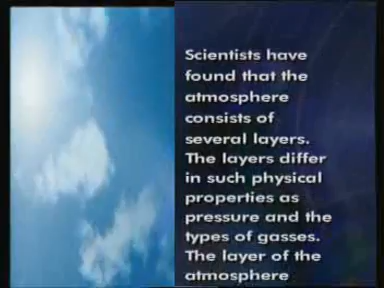 Scientists have
found that the
atmosphere
consists of
several layers.
The layers differ
in such physical
properties as
pressure and the
types of gasses.
The layer of the
atmosphere